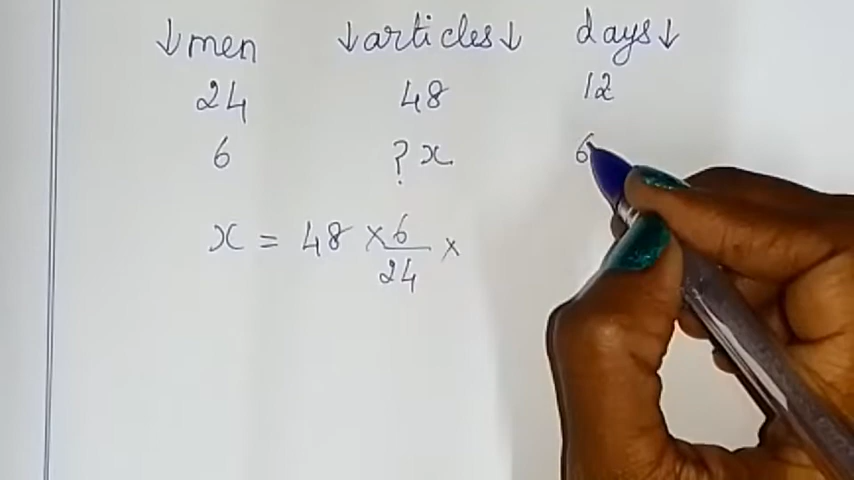 ↓men ↓articles↓ days↓
24 48 12
6 ? x 6
x = 48 × 6/24 ×